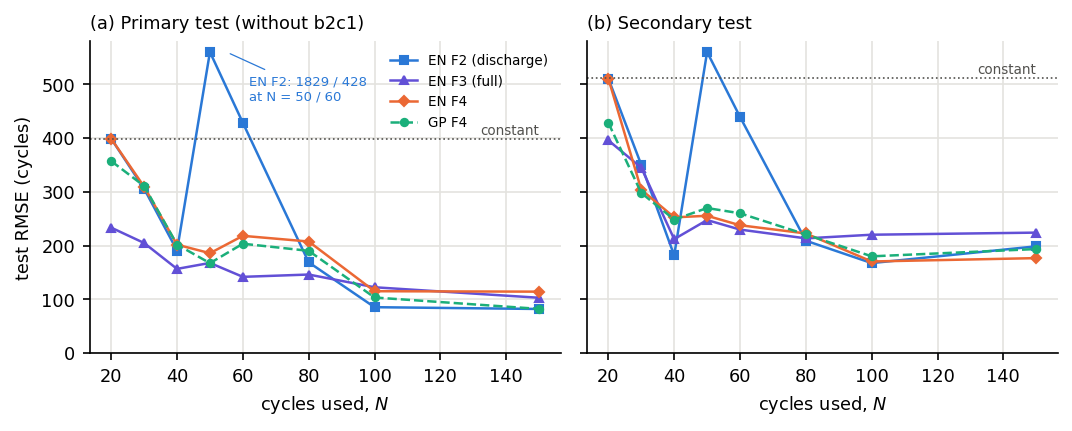 (a) Primary test (without b2c1)
test RMSE (cycles)
500
400
300
200
100
0
EN F2: 1829 / 428
at N = 50 / 60
EN F2 (discharge)
EN F3 (full)
EN F4
GP F4
constant
20 40 60 80 100 120 140
cycles used, N
(b) Secondary test
constant
20 40 60 80 100 120 140
cycles used, N